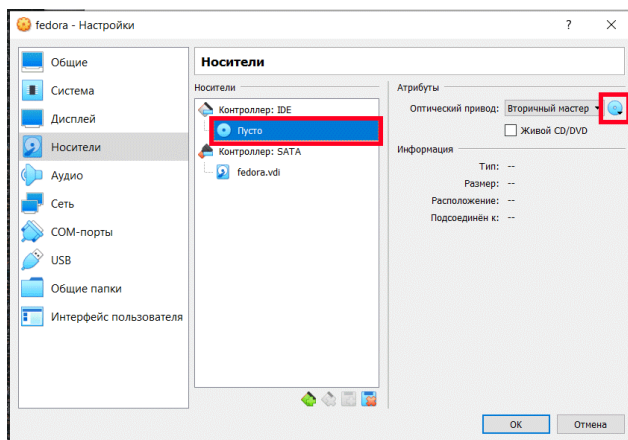 fedora - Настройки
Общие
Система
Дисплей
Носители
Аудио
Сеть
COM-порты
USB
Общие папки
Интерфейс пользователя
Носители
Носители
Контроллер: IDE
Пусто
Контроллер: SATA
fedora.vdi
Атрибуты
Оптический привод: Вторичный мастер
Живой CD/DVD
Информация
Тип: --
Размер: --
Расположение: --
Подсоединён к: --
OK
Отмена